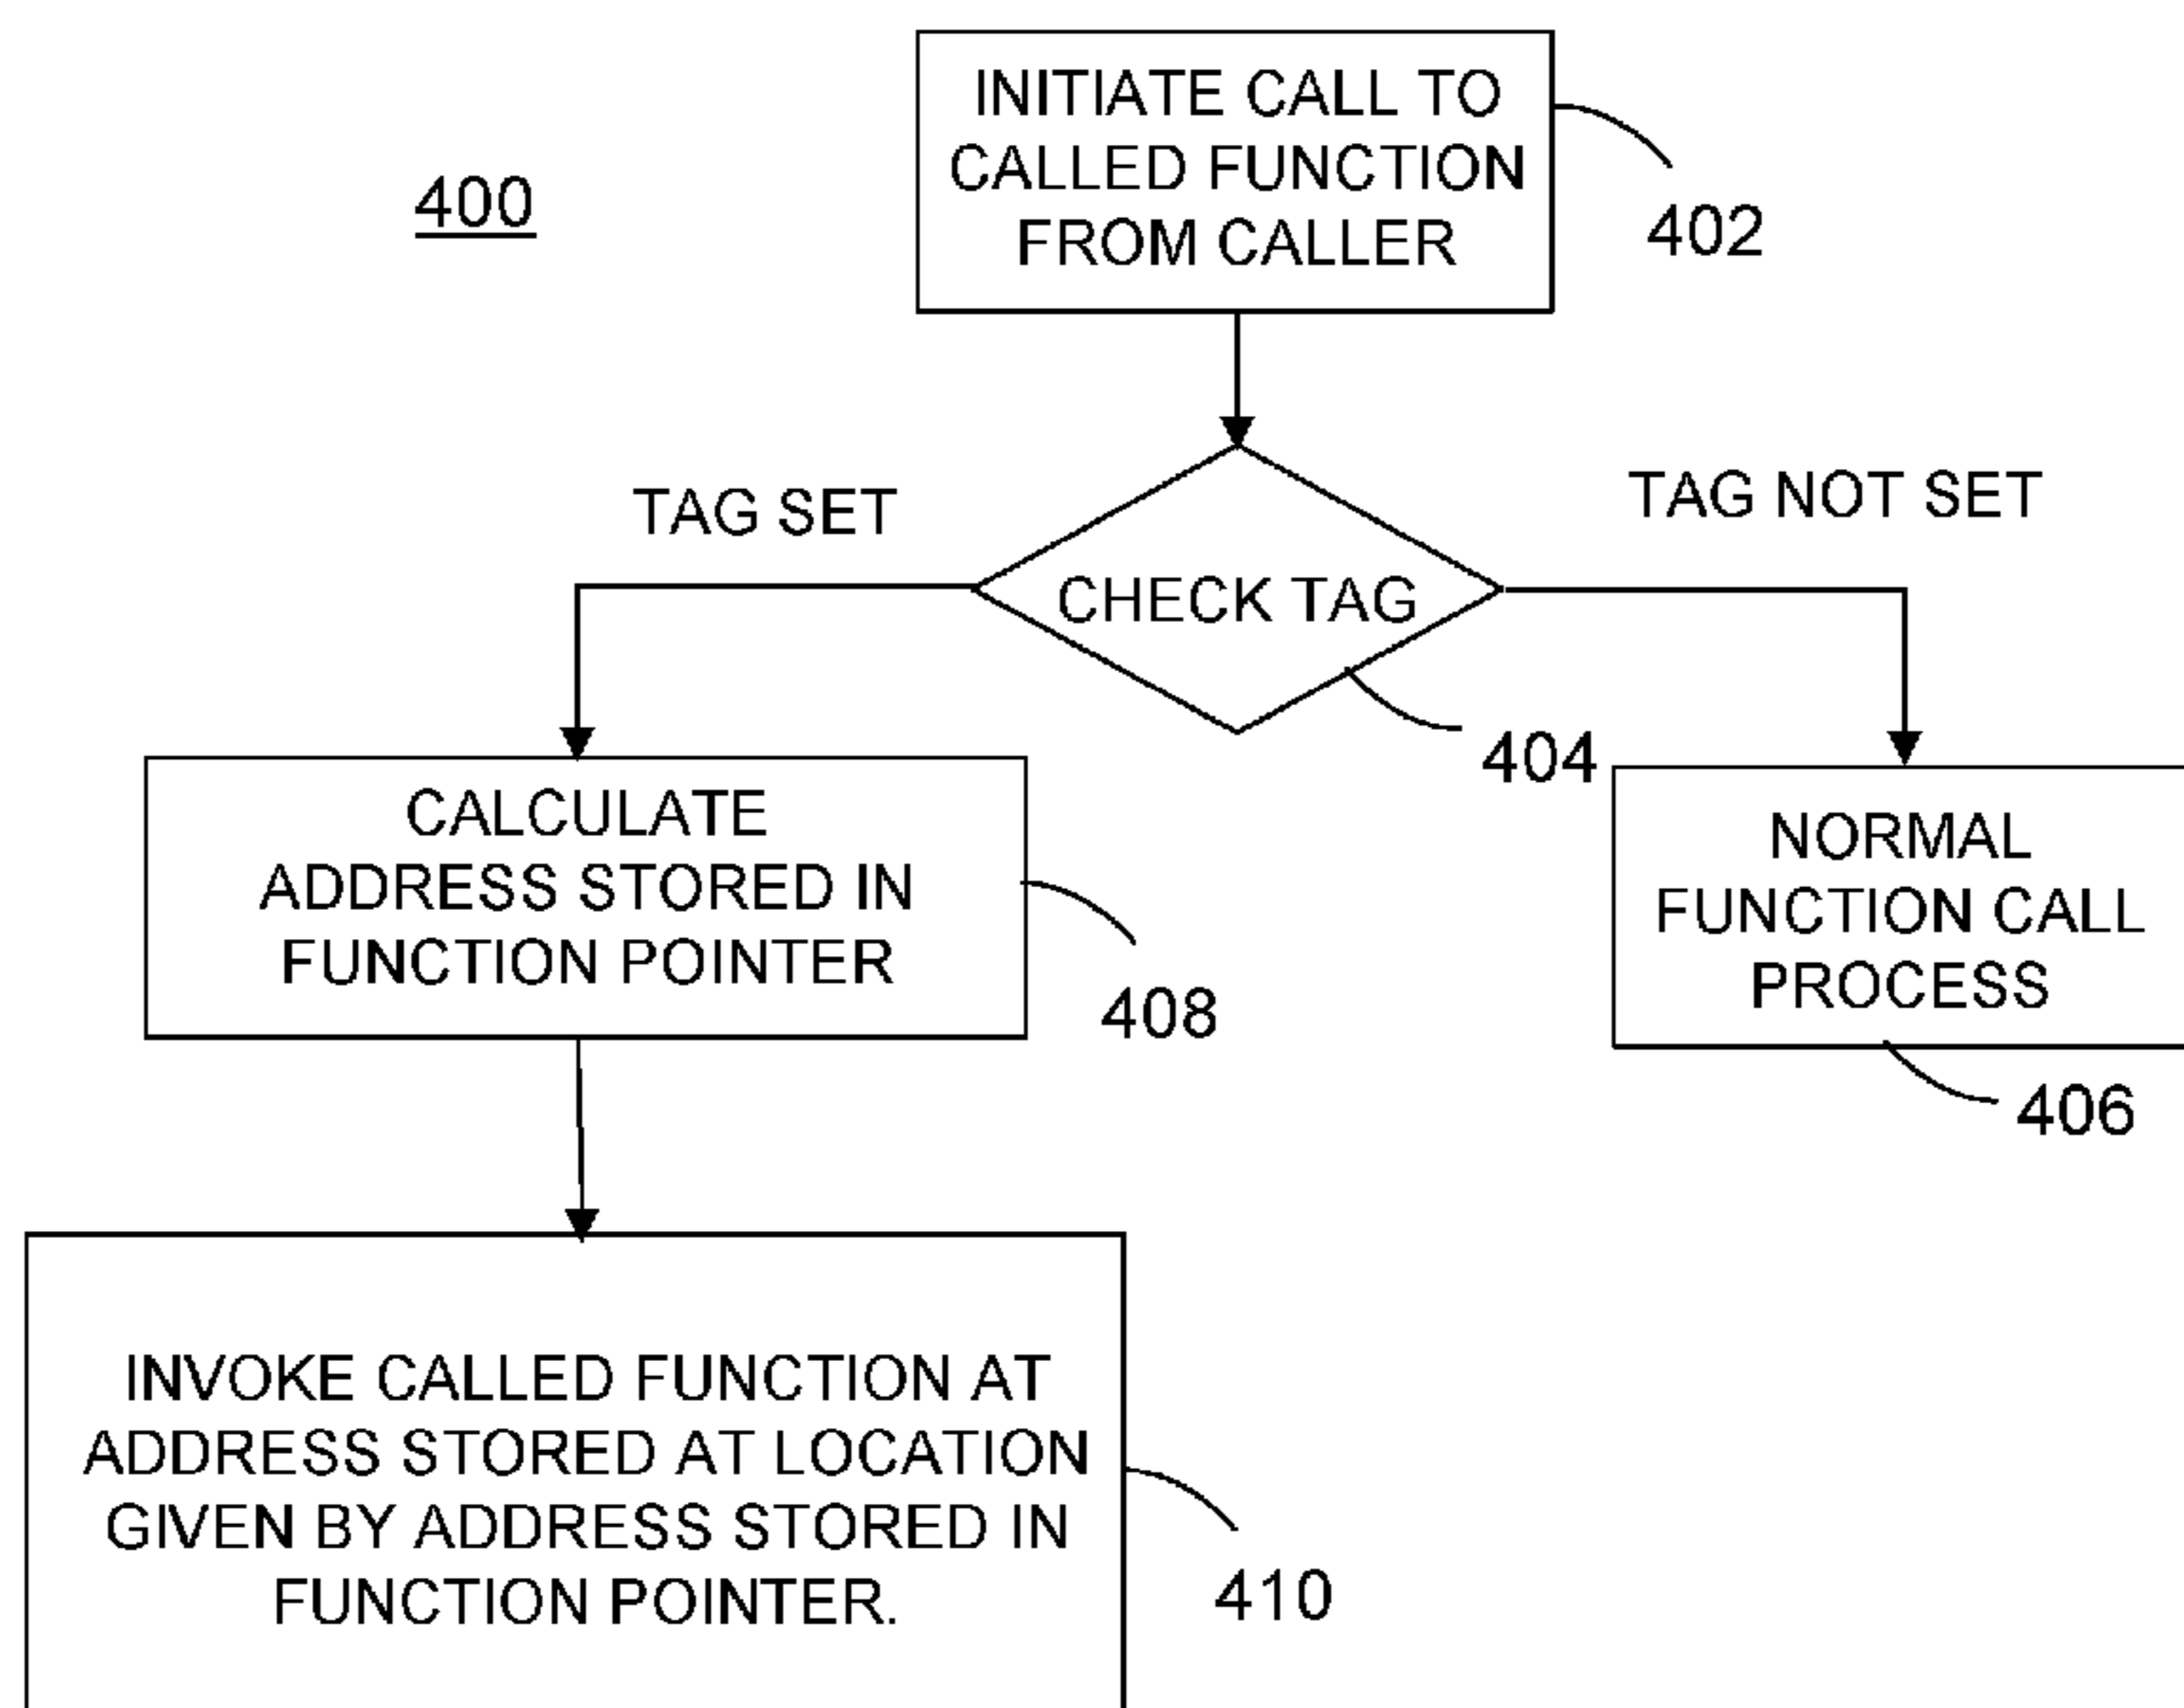 INITIATE CALL TO
CALLED FUNCTION
FROM CALLER
400
402
TAG SET
TAG NOT SET
CHECK TAG
404
CALCULATE
ADDRESS STORED IN
FUNCTION POINTER
408
NORMAL
FUNCTION CALL
PROCESS
406
INVOKE CALLED FUNCTION AT
ADDRESS STORED AT LOCATION
GIVEN BY ADDRESS STORED IN
FUNCTION POINTER.
410